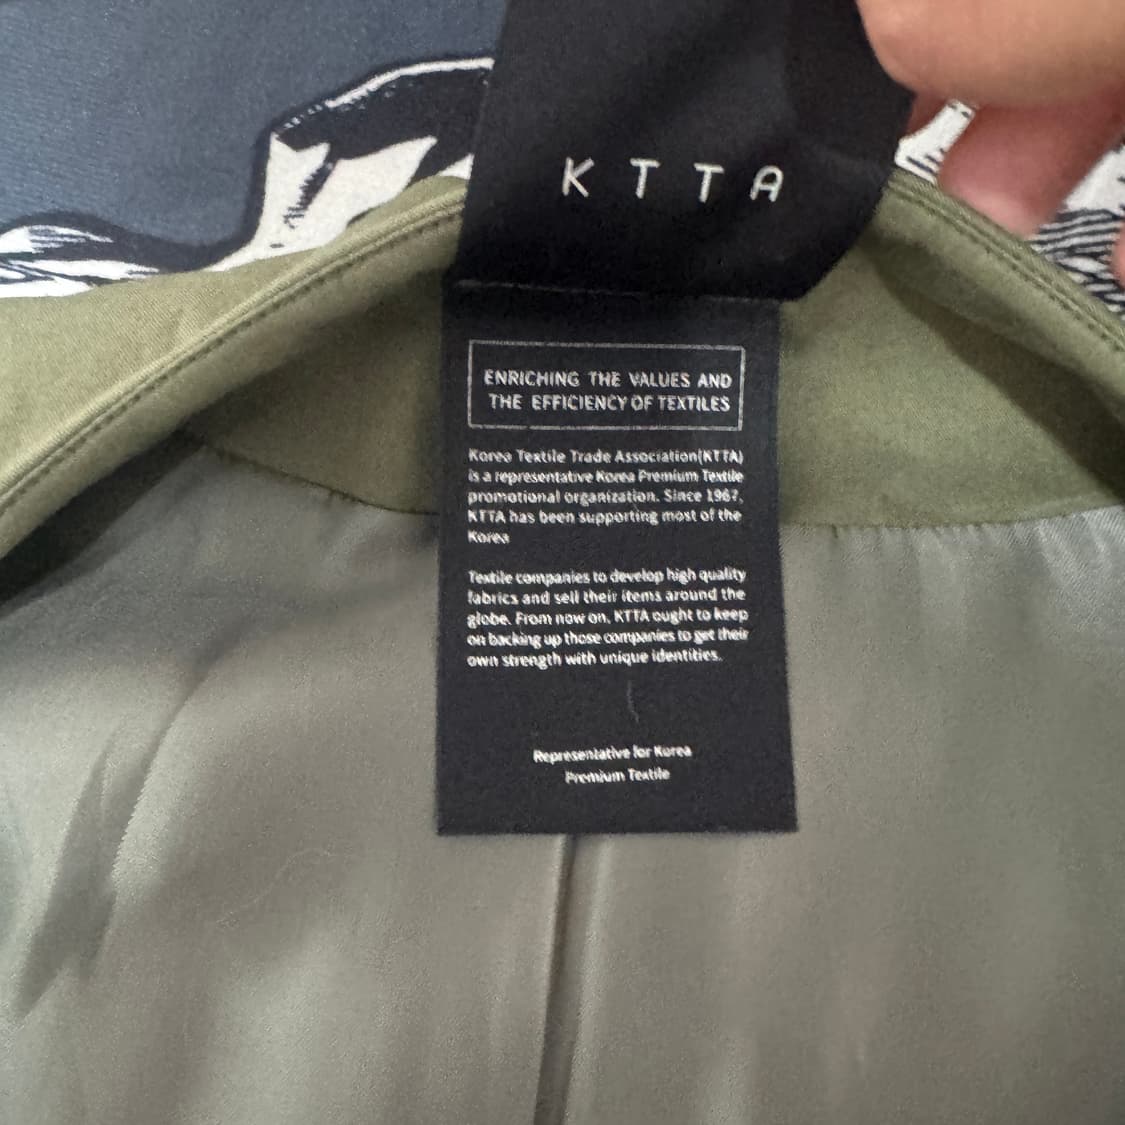 KTTA
ENRICHING THE VALUES AND
THE EFFICIENCY OF TEXTILES
Korea Textile Trade Association(KTTA)
is a representative Korea Premium Textile
promotional organization. Since 1967,
KTTA has been supporting most of the
Korea
Textile companies to develop high quality
fabrics and sell their items around the
globe. From now on, KTTA ought to keep
on backing up those companies to get their
own strength with unique identities.
Representative for Korea
Premium Textile